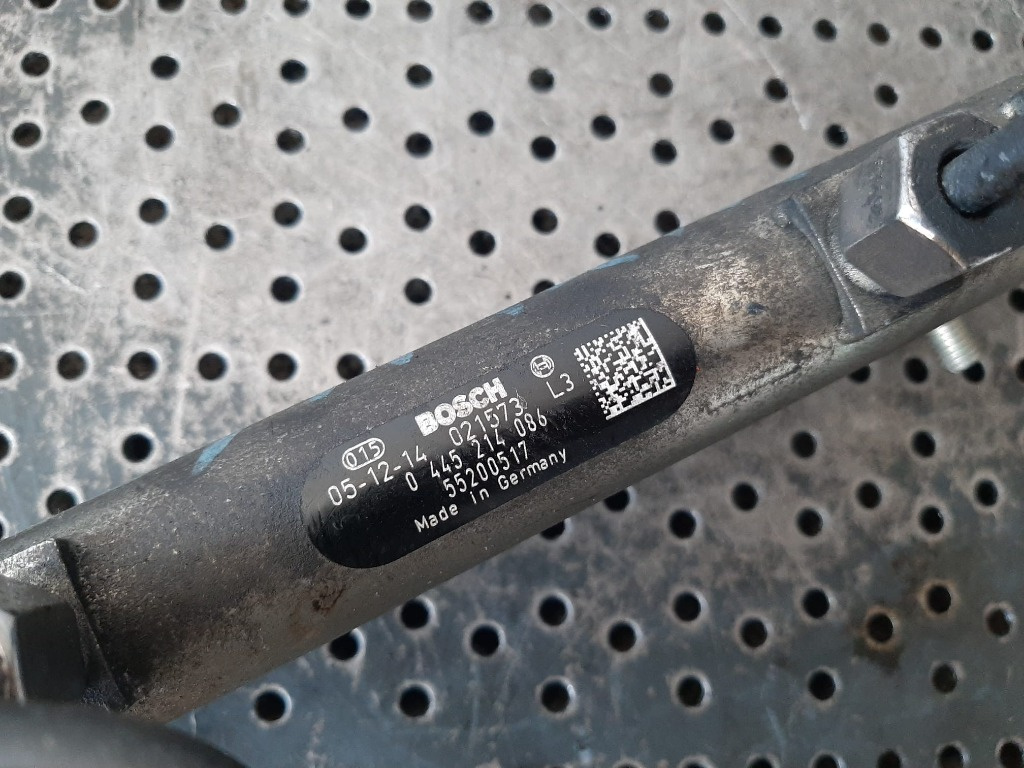 BOSCH
015
05-12-14 021573 L3
0 445 214 086
55200517
Made in Germany